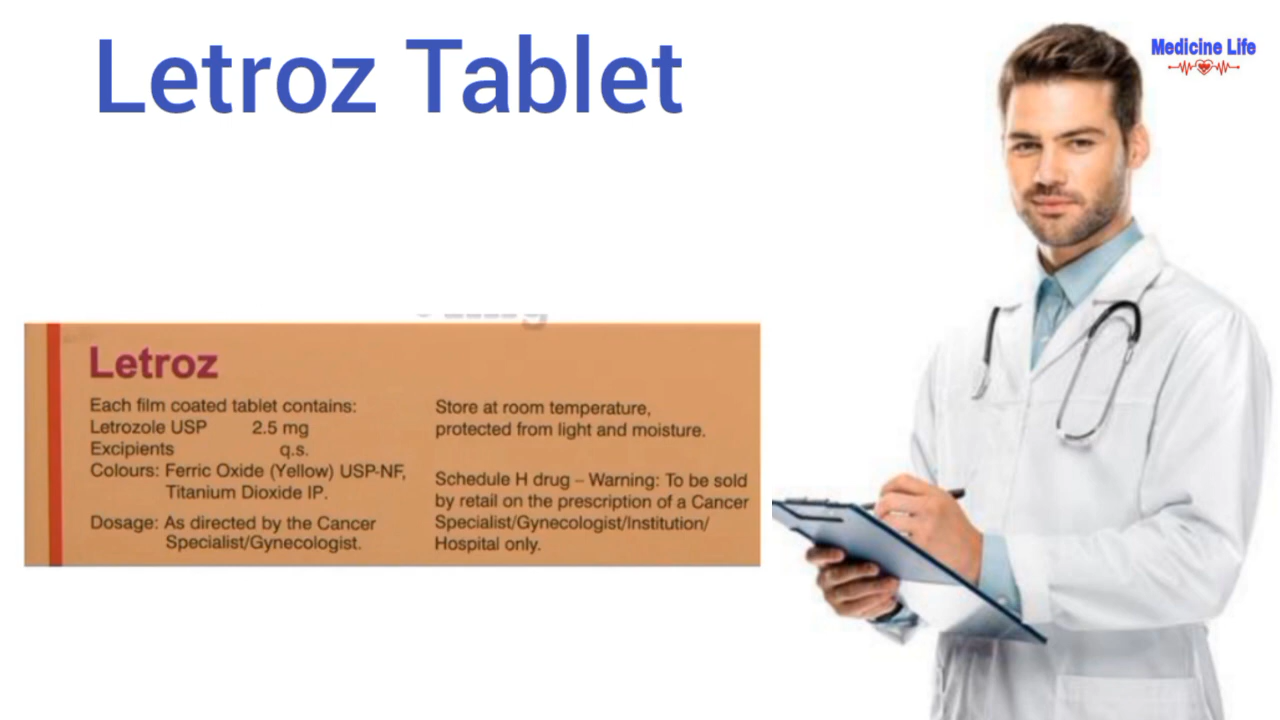 Letroz Tablet
Medicine Life
Letroz
Each film coated tablet contains:
Letrozole USP 2.5 mg
Excipients q.s.
Colours: Ferric Oxide (Yellow) USP-NF,
Titanium Dioxide IP.
Dosage: As directed by the Cancer
Specialist/Gynecologist.
Store at room temperature,
protected from light and moisture.
Schedule H drug – Warning: To be sold
by retail on the prescription of a Cancer
Specialist/Gynecologist/Institution/
Hospital only.